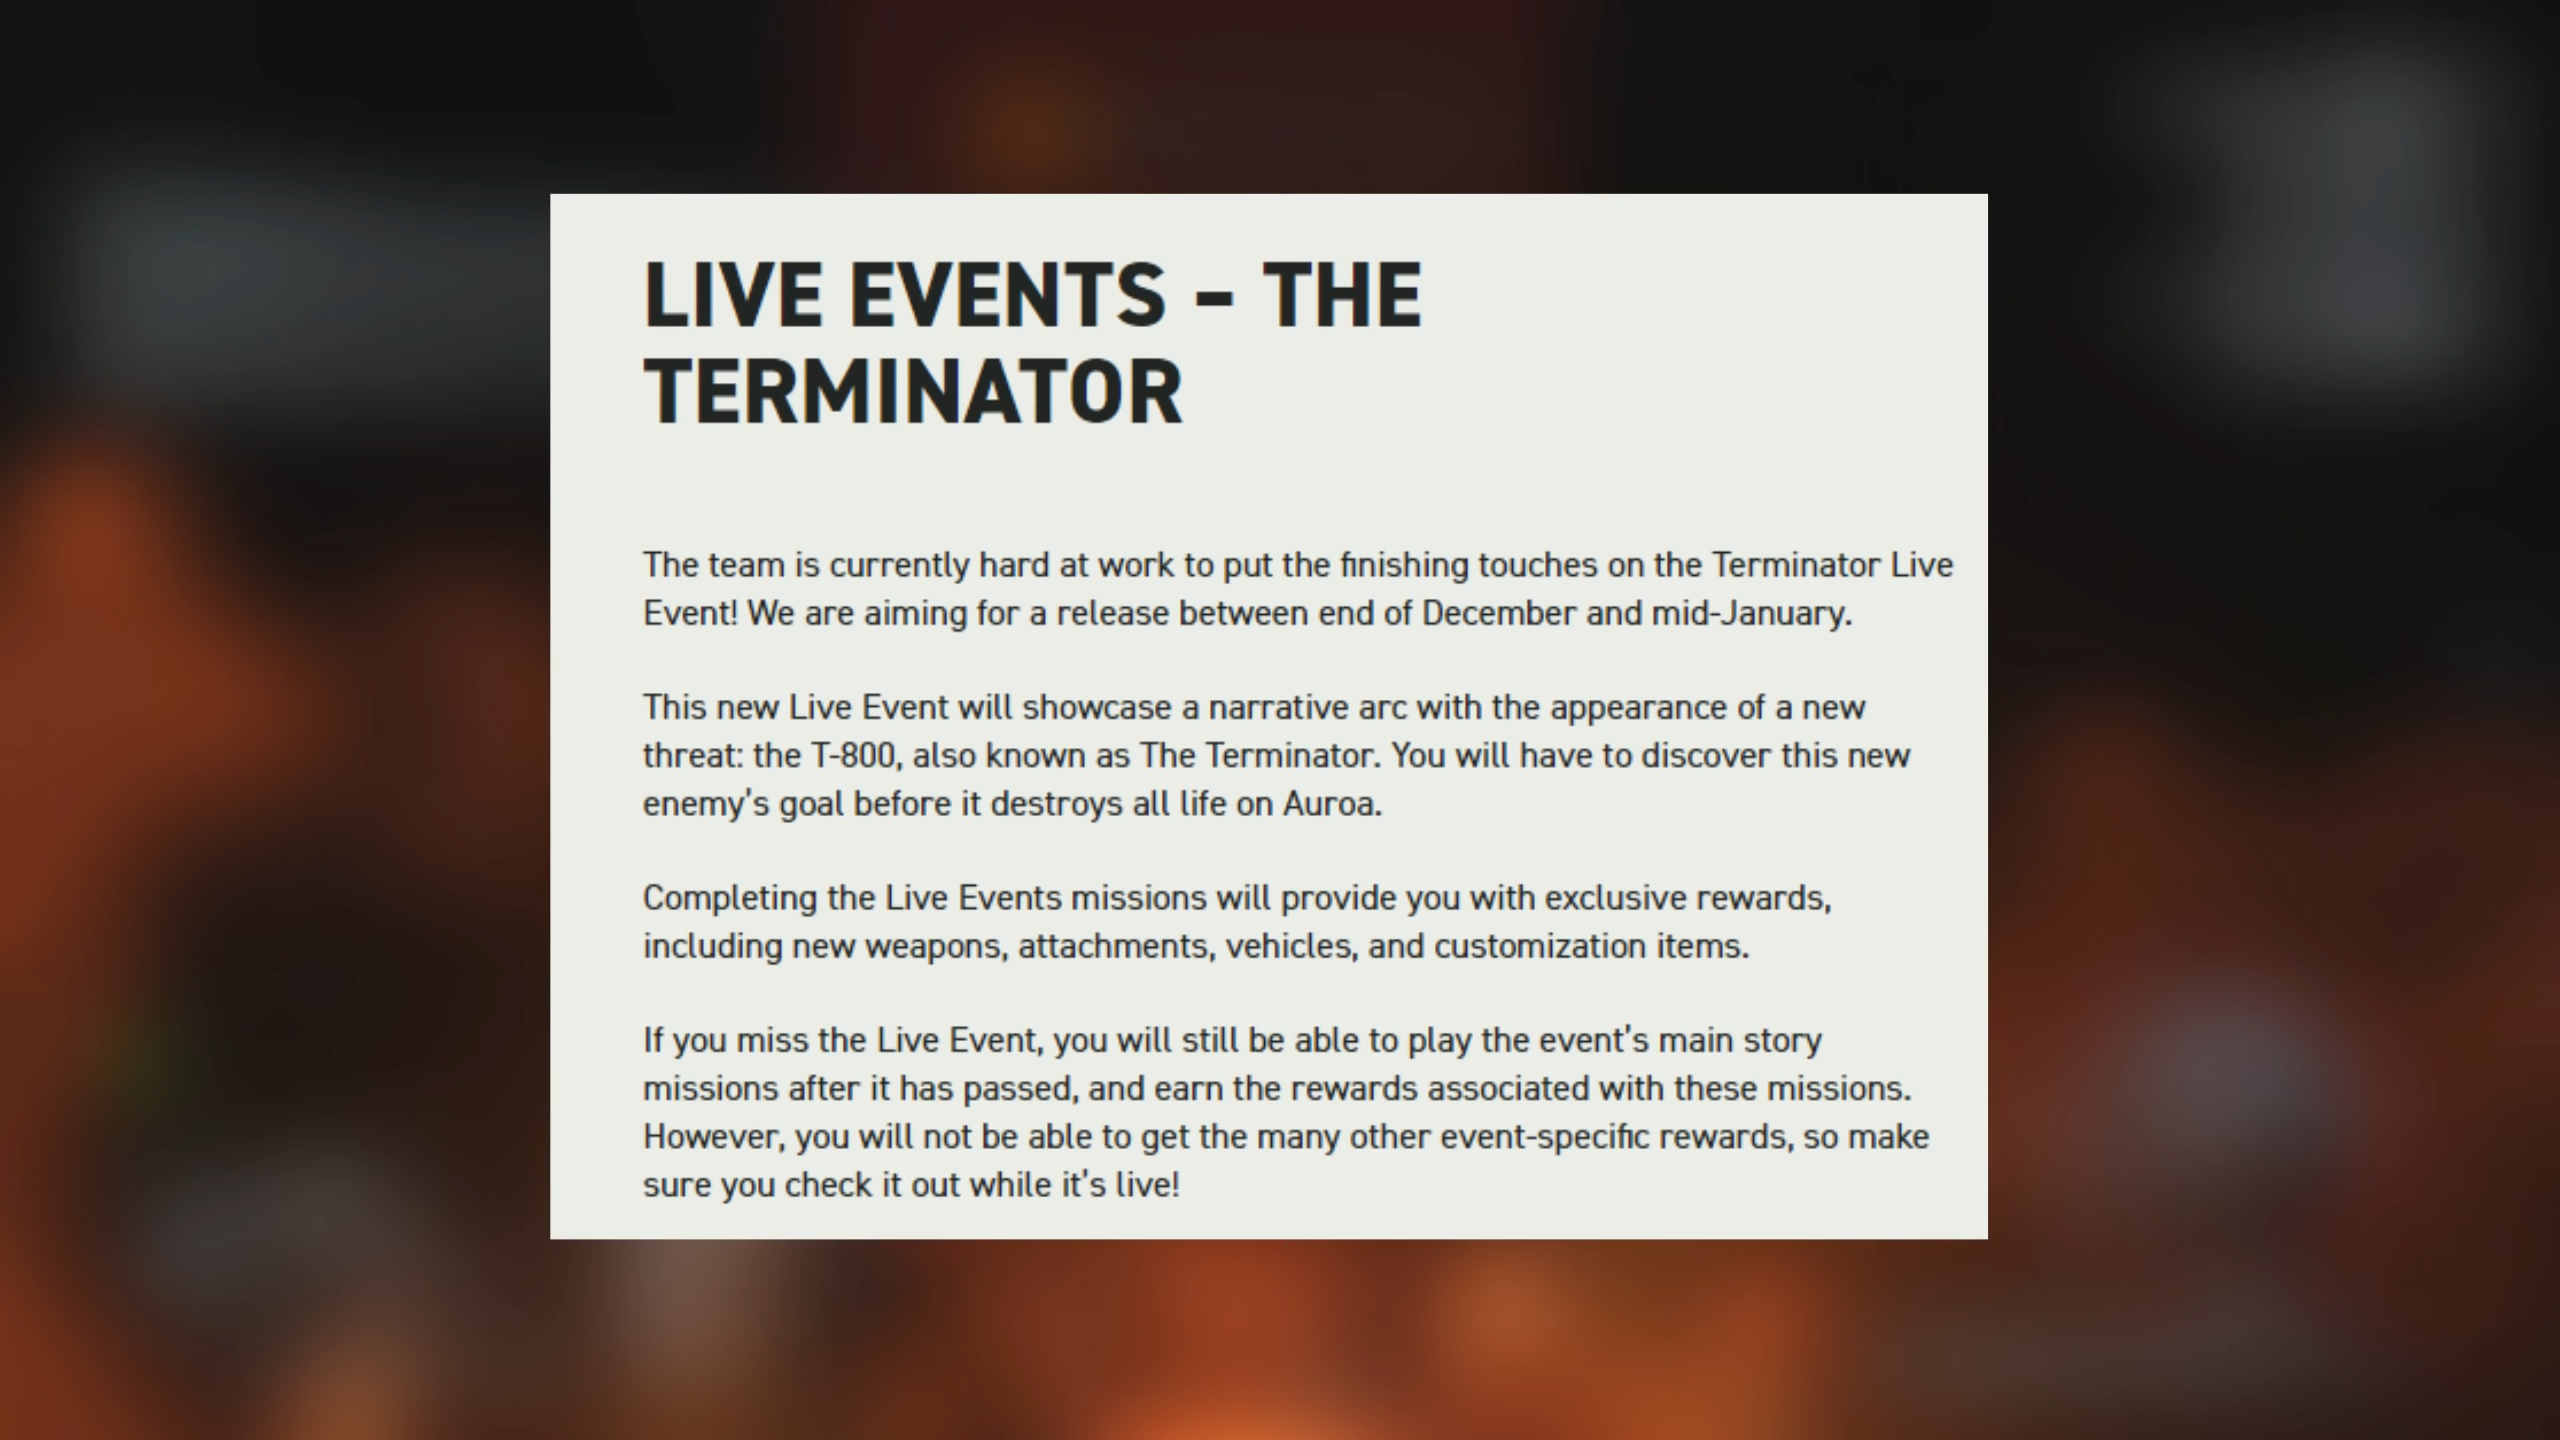 LIVE EVENTS – THE
TERMINATOR
The team is currently hard at work to put the finishing touches on the Terminator Live
Event! We are aiming for a release between end of December and mid-January.
This new Live Event will showcase a narrative arc with the appearance of a new
threat: the T-800, also known as The Terminator. You will have to discover this new
enemy’s goal before it destroys all life on Auroa.
Completing the Live Events missions will provide you with exclusive rewards,
including new weapons, attachments, vehicles, and customization items.
If you miss the Live Event, you will still be able to play the event’s main story
missions after it has passed, and earn the rewards associated with these missions.
However, you will not be able to get the many other event-specific rewards, so make
sure you check it out while it’s live!